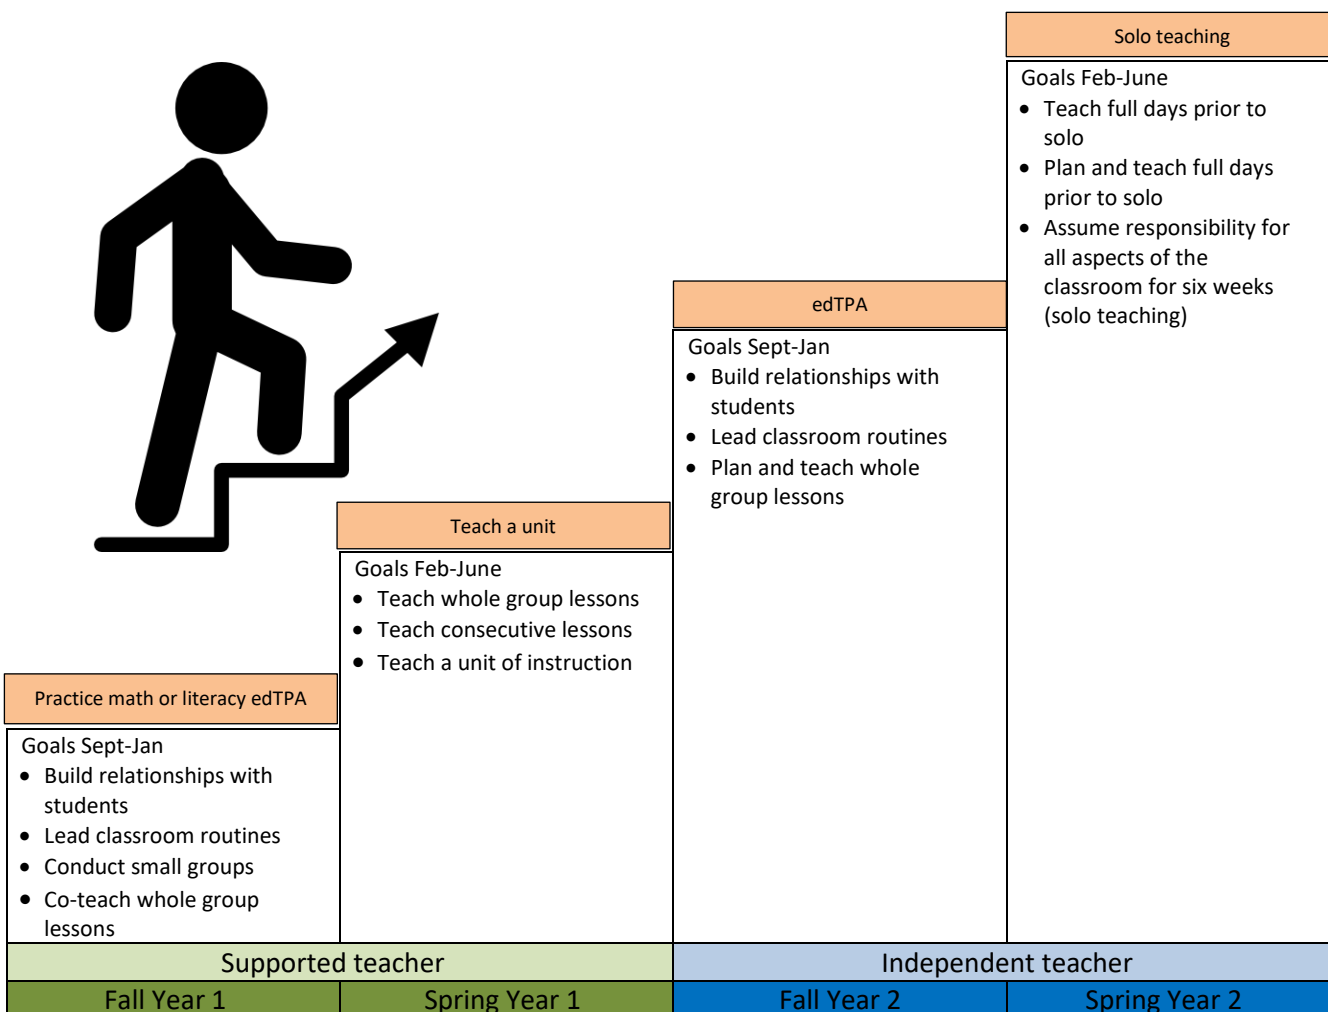 Solo teaching
Goals Feb-June
• Teach full days prior to
solo
• Plan and teach full days
prior to solo
• Assume responsibility for
all aspects of the
classroom for six weeks
(solo teaching)
edTPA
Goals Sept-Jan
• Build relationships with
students
• Lead classroom routines
• Plan and teach whole
group lessons
Teach a unit
Goals Feb-June
• Teach whole group lessons
• Teach consecutive lessons
• Teach a unit of instruction
Practice math or literacy edTPA
Goals Sept-Jan
• Build relationships with
students
• Lead classroom routines
• Conduct small groups
• Co-teach whole group
lessons
Supported teacher
Independent teacher
Fall Year 1
Spring Year 1
Fall Year 2
Spring Year 2